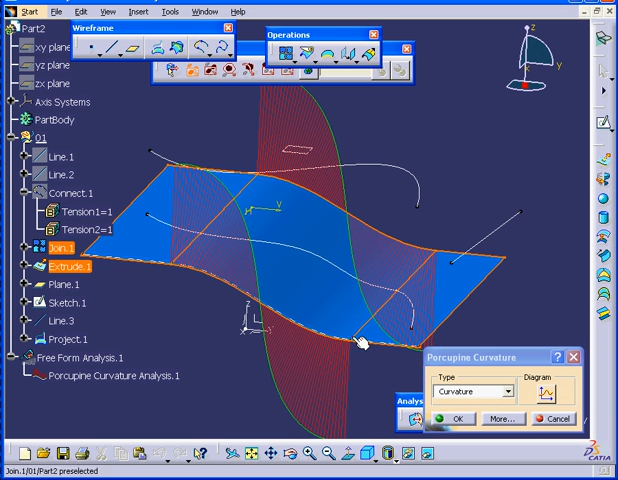 Start File Edit View Insert Tools Window Help
Wireframe
Operations
Part2
xy plane
yz plane
zx plane
Axis Systems
PartBody
01
Line.1
Line.2
Connect.1
Tension1=1
Tension2=1
Join.1
Extrude.1
Plane.1
Sketch.1
Line.3
Project.1
Free Form Analysis.1
Porcupine Curvature Analysis.1
z
y
x
H
V
Z
X
Porcupine Curvature
Type
Diagram
Curvature
OK
More...
Cancel
Analys
CATIA
Join.1/01/Part2 preselected